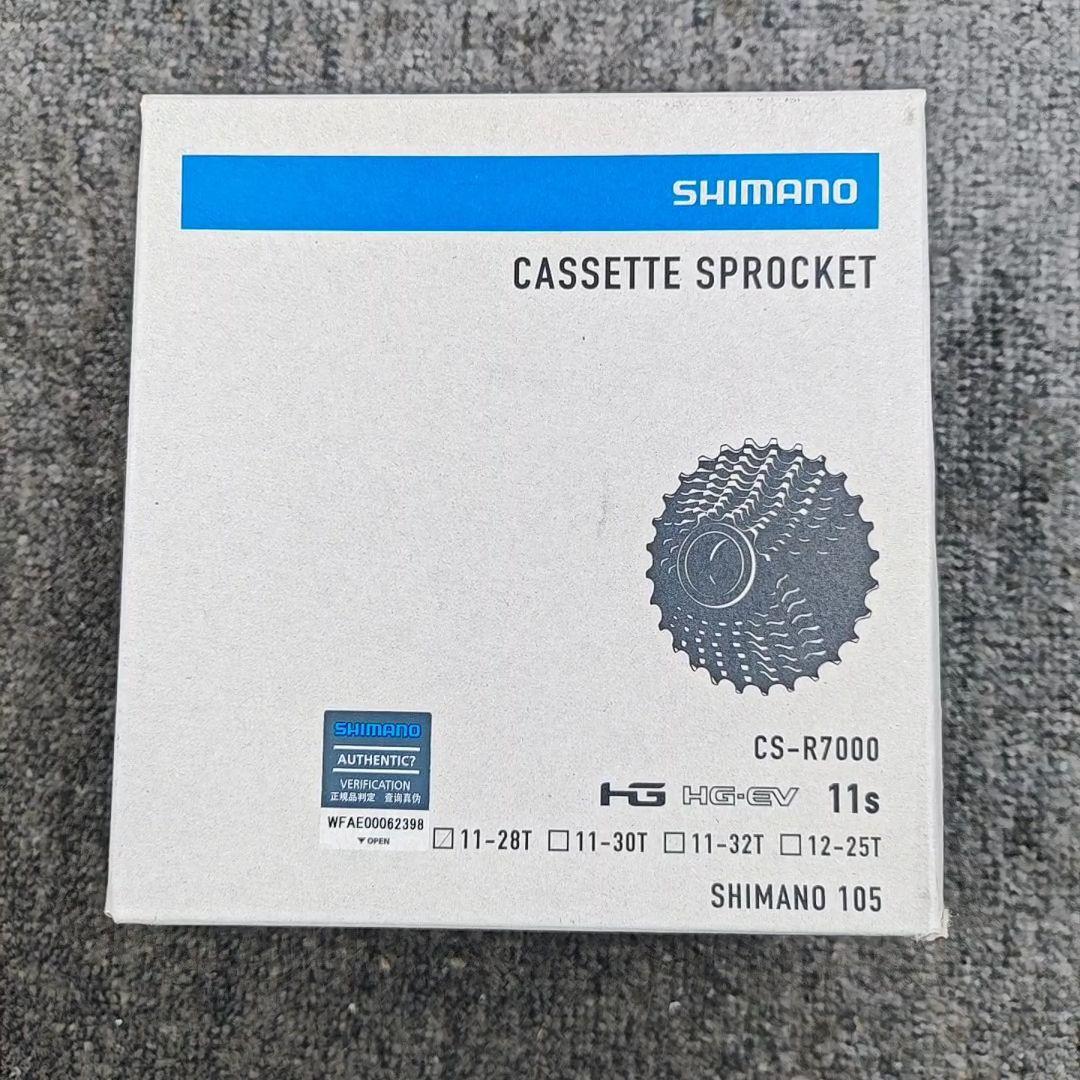 SHIMANO
CASSETTE SPROCKET
SHIMANO
AUTHENTIC?
VERIFICATION
正规品判定 查询真伪
WFAE00062398
▼ OPEN
CS-R7000
HG HG-EV 11s
☑ 11-28T ☐ 11-30T ☐ 11-32T ☐ 12-25T
SHIMANO 105